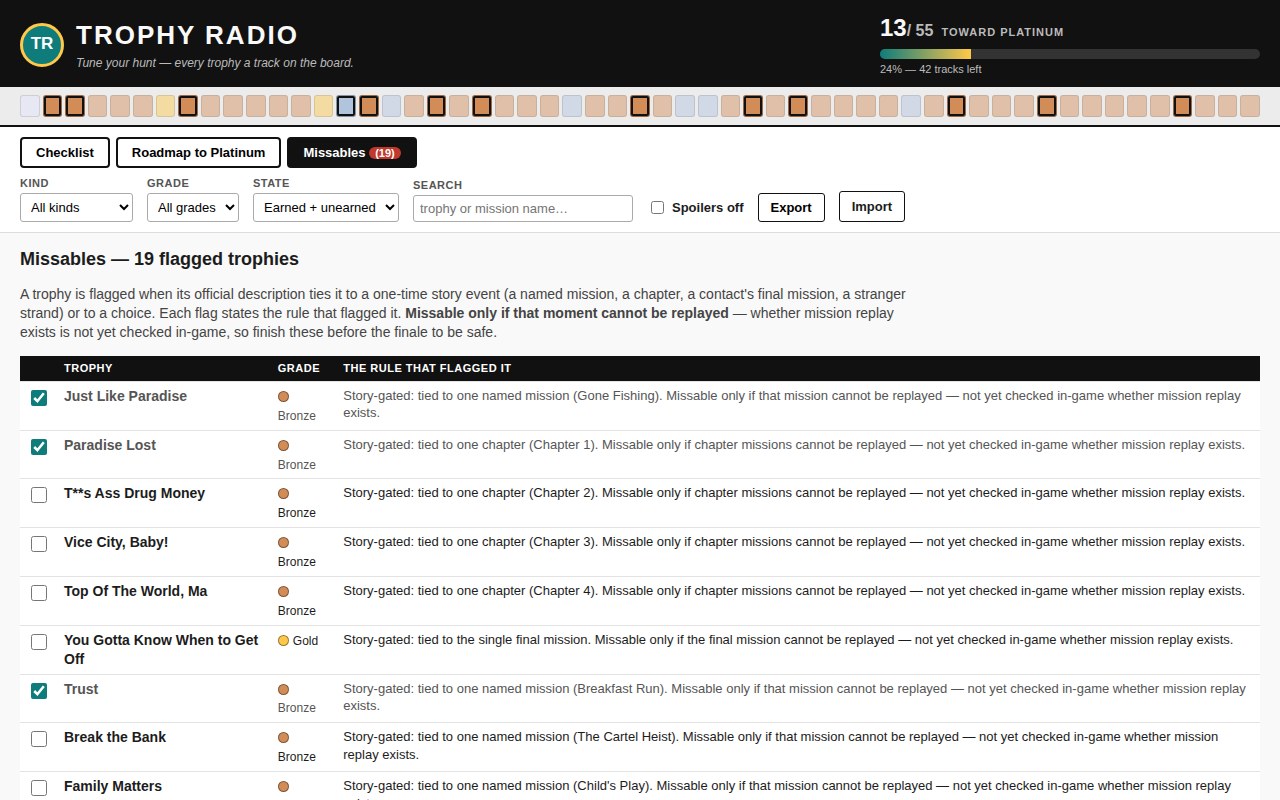 TR
TROPHY RADIO
Tune your hunt — every trophy a track on the board.
13/ 55 TOWARD PLATINUM
24% — 42 tracks left
Checklist
Roadmap to Platinum
Missables (19)
KIND
GRADE
STATE
SEARCH
All kinds
All grades
Earned + unearned
trophy or mission name…
Spoilers off
Export
Import
Missables — 19 flagged trophies
A trophy is flagged when its official description ties it to a one-time story event (a named mission, a chapter, a contact's final mission, a stranger
strand) or to a choice. Each flag states the rule that flagged it. Missable only if that moment cannot be replayed — whether mission replay
exists is not yet checked in-game, so finish these before the finale to be safe.
TROPHY GRADE THE RULE THAT FLAGGED IT
Just Like Paradise
Bronze
Story-gated: tied to one named mission (Gone Fishing). Missable only if that mission cannot be replayed — not yet checked in-game whether mission replay
exists.
Paradise Lost
Bronze
Story-gated: tied to one chapter (Chapter 1). Missable only if chapter missions cannot be replayed — not yet checked in-game whether mission replay exists.
T**s Ass Drug Money
Bronze
Story-gated: tied to one chapter (Chapter 2). Missable only if chapter missions cannot be replayed — not yet checked in-game whether mission replay exists.
Vice City, Baby!
Bronze
Story-gated: tied to one chapter (Chapter 3). Missable only if chapter missions cannot be replayed — not yet checked in-game whether mission replay exists.
Top Of The World, Ma
Bronze
Story-gated: tied to one chapter (Chapter 4). Missable only if chapter missions cannot be replayed — not yet checked in-game whether mission replay exists.
You Gotta Know When to Get
Off
Gold
Story-gated: tied to the single final mission. Missable only if the final mission cannot be replayed — not yet checked in-game whether mission replay exists.
Trust
Bronze
Story-gated: tied to one named mission (Breakfast Run). Missable only if that mission cannot be replayed — not yet checked in-game whether mission replay
exists.
Break the Bank
Bronze
Story-gated: tied to one named mission (The Cartel Heist). Missable only if that mission cannot be replayed — not yet checked in-game whether mission
replay exists.
Family Matters
Story-gated: tied to one named mission (Child's Play). Missable only if that mission cannot be replayed — not yet checked in-game whether mission replay